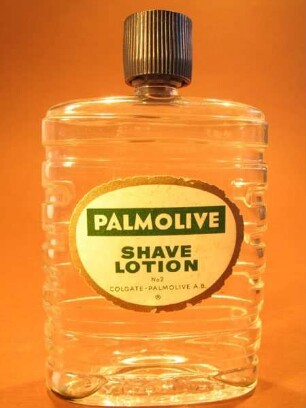 PALMOLIVE
SHAVE
LOTION
No 2
COLGATE-PALMOLIVE A.B.
®